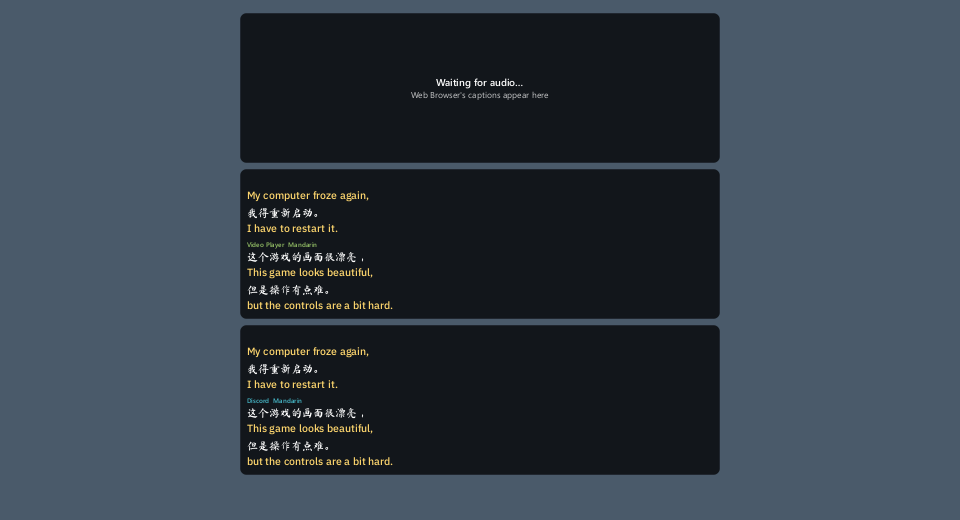 Waiting for audio...
Web Browser's captions appear here
My computer froze again,
我得重新启动。
I have to restart it.
Video Player Mandarin
这个游戏的画面很漂亮，
This game looks beautiful,
但是操作有点难。
but the controls are a bit hard.
My computer froze again,
我得重新启动。
I have to restart it.
Discord Mandarin
这个游戏的画面很漂亮，
This game looks beautiful,
但是操作有点难。
but the controls are a bit hard.